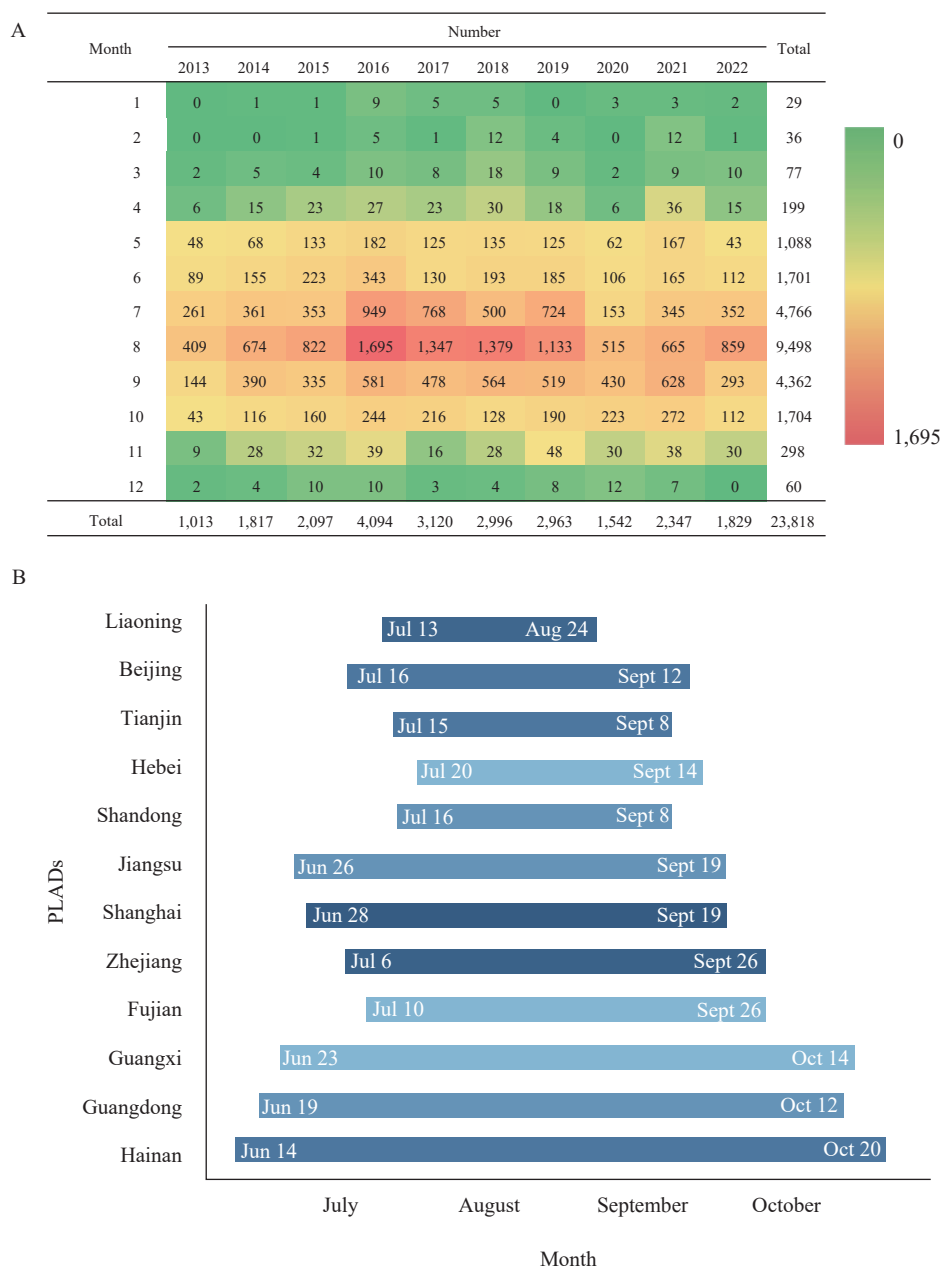 A
Month Number Total
2013 2014 2015 2016 2017 2018 2019 2020 2021 2022
1 0 1 1 9 5 5 0 3 3 2 29
2 0 0 1 5 1 12 4 0 12 1 36
3 2 5 4 10 8 18 9 2 9 10 77
4 6 15 23 27 23 30 18 6 36 15 199
5 48 68 133 182 125 135 125 62 167 43 1,088
6 89 155 223 343 130 193 185 106 165 112 1,701
7 261 361 353 949 768 500 724 153 345 352 4,766
8 409 674 822 1,695 1,347 1,379 1,133 515 665 859 9,498
9 144 390 335 581 478 564 519 430 628 293 4,362
10 43 116 160 244 216 128 190 223 272 112 1,704
11 9 28 32 39 16 28 48 30 38 30 298
12 2 4 10 10 3 4 8 12 7 0 60
Total 1,013 1,817 2,097 4,094 3,120 2,996 2,963 1,542 2,347 1,829 23,818
0
1,695
B
PLADs
Liaoning Jul 13 Aug 24
Beijing Jul 16 Sept 12
Tianjin Jul 15 Sept 8
Hebei Jul 20 Sept 14
Shandong Jul 16 Sept 8
Jiangsu Jun 26 Sept 19
Shanghai Jun 28 Sept 19
Zhejiang Jul 6 Sept 26
Fujian Jul 10 Sept 26
Guangxi Jun 23 Oct 14
Guangdong Jun 19 Oct 12
Hainan Jun 14 Oct 20
July August September October
Month